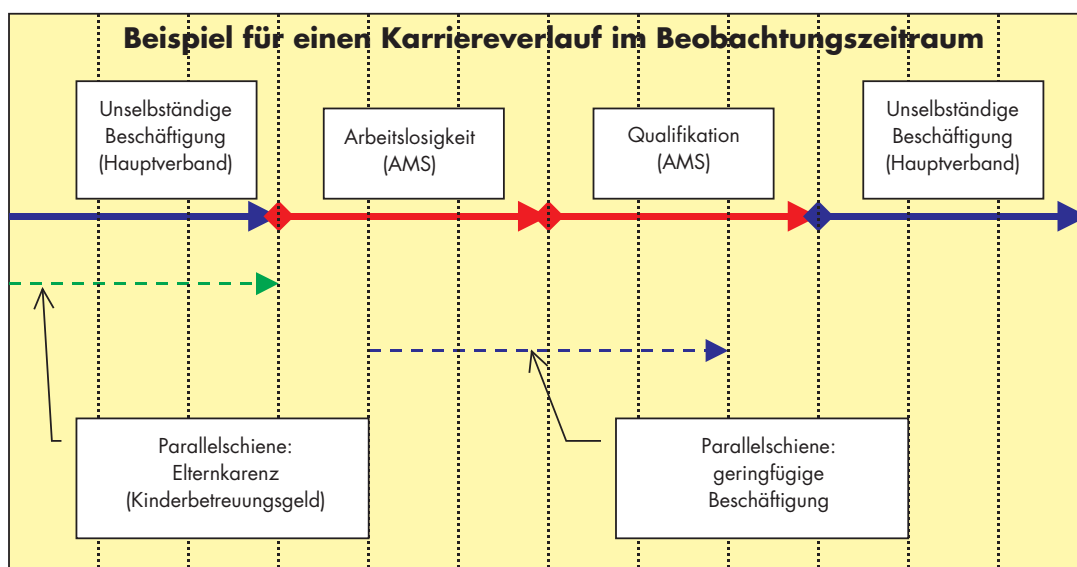 Beispiel für einen Karriereverlauf im Beobachtungszeitraum
Unselbständige
Beschäftigung
(Hauptverband)
Arbeitslosigkeit
(AMS)
Qualifikation
(AMS)
Unselbständige
Beschäftigung
(Hauptverband)
Parallelschiene:
Elternkarenz
(Kinderbetreuungsgeld)
Parallelschiene:
geringfügige
Beschäftigung